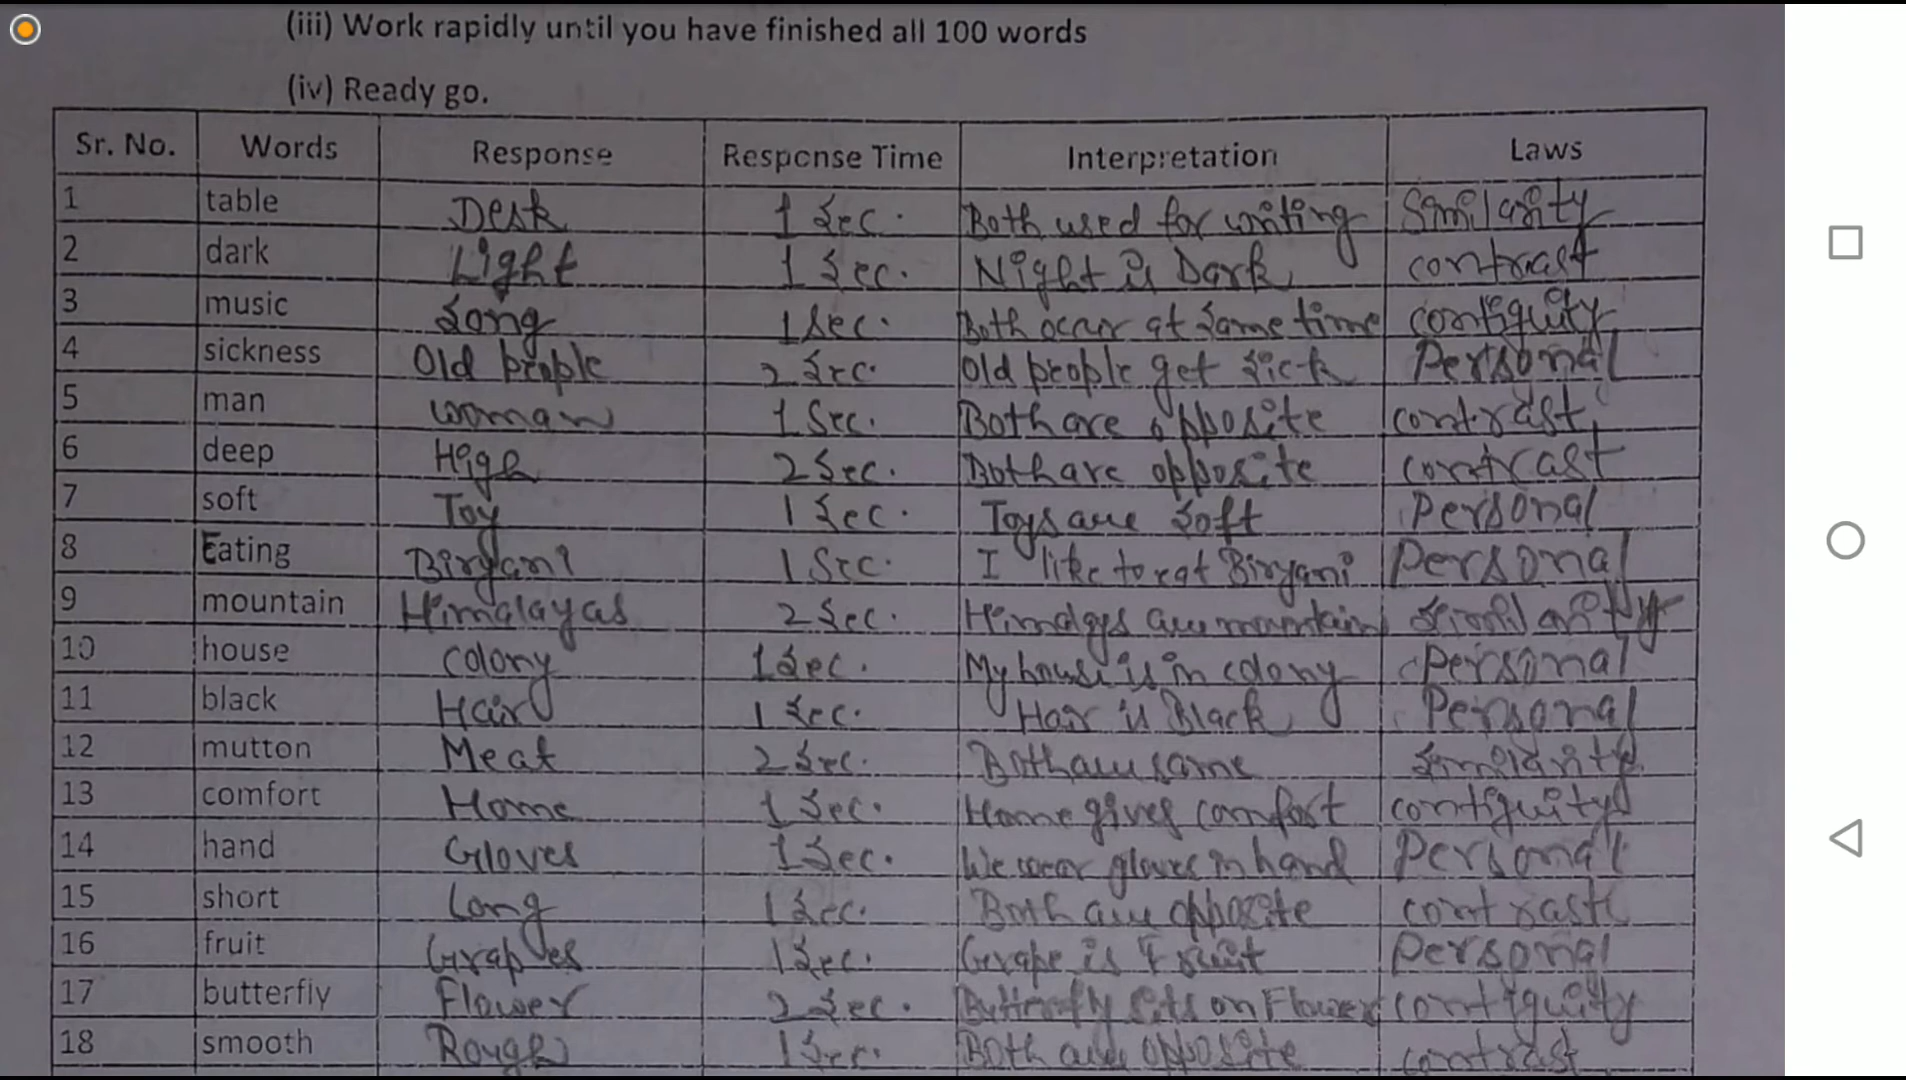 (iii) Work rapidly until you have finished all 100 words
(iv) Ready go.
Sr. No. Words Response Response Time Interpretation Laws
1 table Desk 1 Sec. Both used for writing Similarity
2 dark Light 1 Sec. Night is Dark contrast
3 music Song 1 Sec. Both occur at same time contiguity
4 sickness Old people 2 Sec. Old people get sick Personal
5 man woman 1 Sec. Both are opposite contrast
6 deep High 2 Sec. Both are opposite contrast
7 soft Toy 1 Sec. Toys are soft Personal
8 Eating Biryani 1 Sec. I like to eat Biryani Personal
9 mountain Himalayas 2 Sec. Himalays are mountain Similarity
10 house colony 1 Sec. My house is in colony Personal
11 black Hair 1 Sec. Hair is Black Personal
12 mutton Meat 2 Sec. Both are same Similarity
13 comfort Home 1 Sec. Home gives comfort contiguity
14 hand Gloves 1 Sec. We wear gloves in hand Personal
15 short Long 1 Sec. Both are opposite contrast
16 fruit Grapes 1 Sec. Grape is Fruit Personal
17 butterfly Flower 2 Sec. Butterfly sits on Flower contiguity
18 smooth Rough 1 Sec. Both are opposite contrast